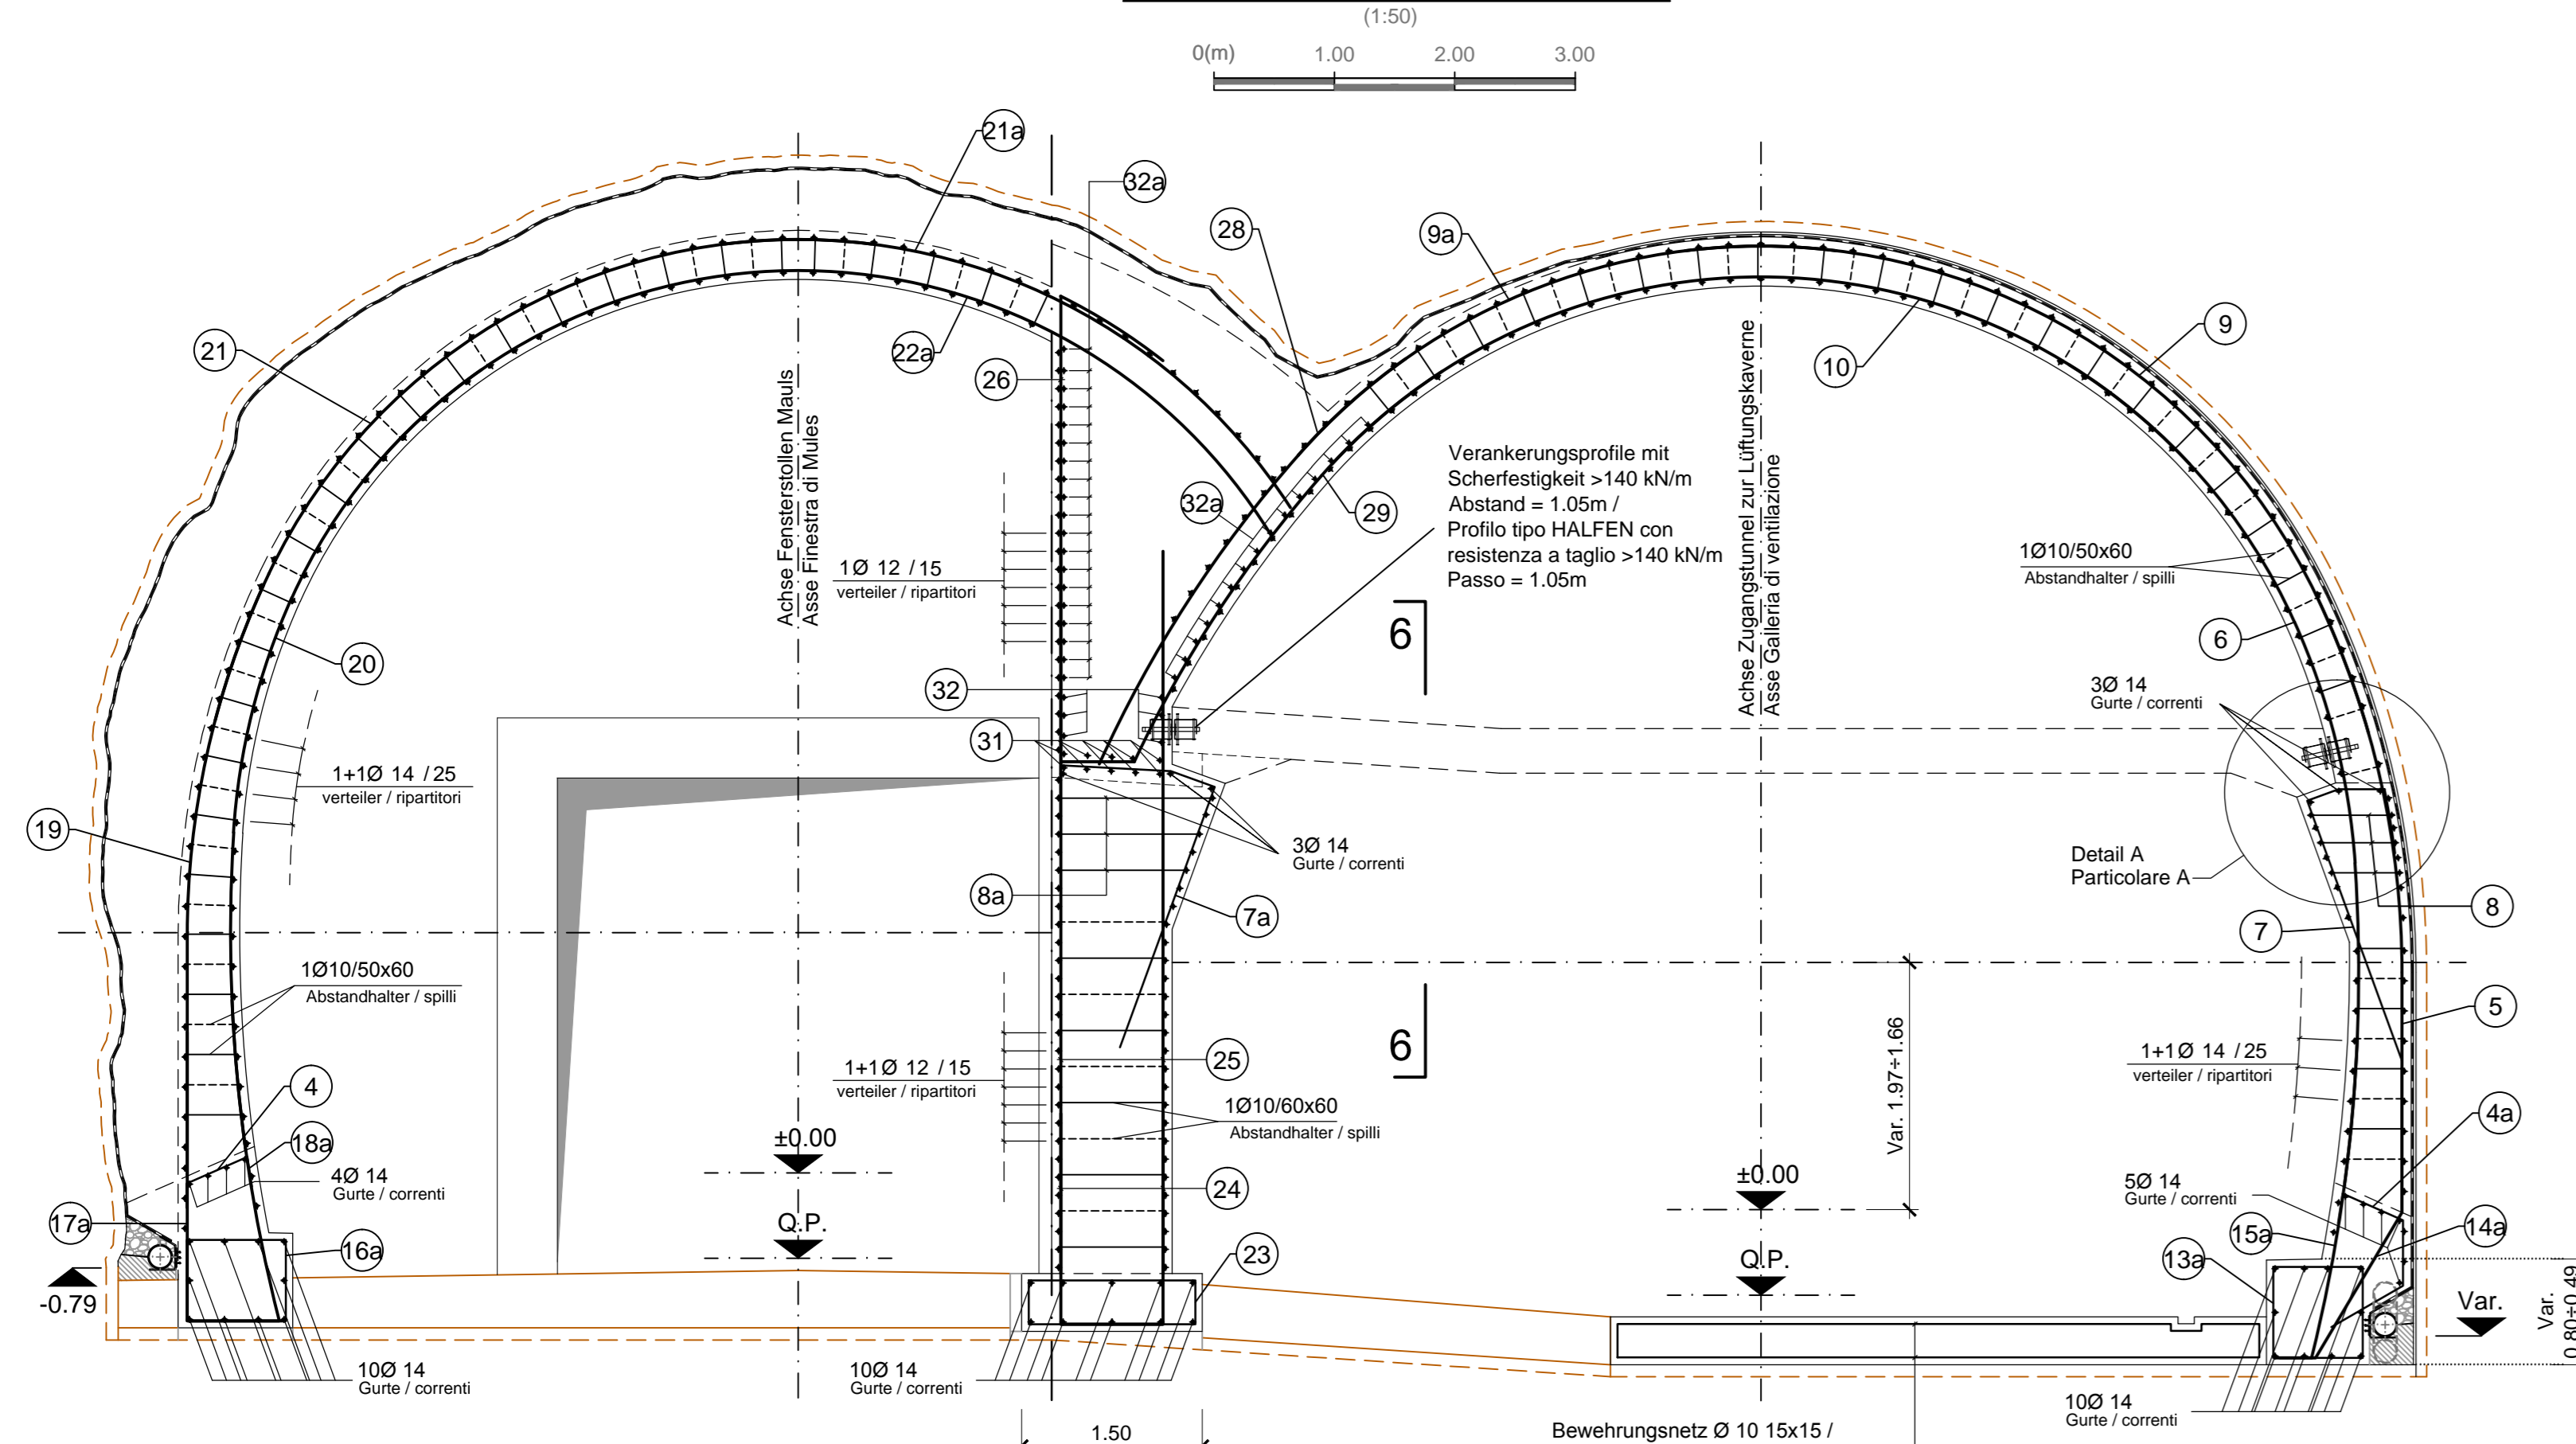 (1:50)
0(m) 1.00 2.00 3.00
21a
32a
28
9a
9
21
22a
26
10
Achse Fensterstollen Mauls
Asse Finestra di Mules
Achse Zugangstunnel zur Lüftungskaverne
Asse Galleria di ventilazione
Verankerungsprofile mit
Scherfestigkeit >140 kN/m
Abstand = 1.05m /
Profilo tipo HALFEN con
resistenza a taglio >140 kN/m
Passo = 1.05m
32a
29
1Ø 12 / 15
verteiler / ripartitori
1Ø10/50x60
Abstandhalter / spilli
6
6
20
32
3Ø 14
Gurte / correnti
31
1+1Ø 14 / 25
verteiler / ripartitori
19
3Ø 14
Gurte / correnti
Detail A
Particolare A
8a
7a
8
7
1Ø10/50x60
Abstandhalter / spilli
5
6
Var. 1.97÷1.66
25
1+1Ø 12 / 15
verteiler / ripartitori
1+1Ø 14 / 25
verteiler / ripartitori
4
1Ø10/60x60
Abstandhalter / spilli
4a
18a
±0.00
±0.00
4Ø 14
Gurte / correnti
24
5Ø 14
Gurte / correnti
17a
Q.P.
14a
15a
16a
23
Q.P.
13a
-0.79
Var.
Var.
0.80÷0.49
10Ø 14
Gurte / correnti
10Ø 14
Gurte / correnti
10Ø 14
Gurte / correnti
1.50
Bewehrungsnetz Ø 10 15x15 /